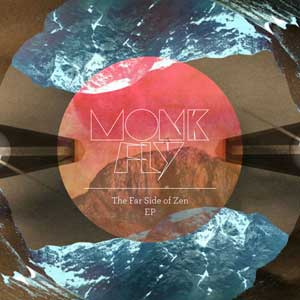 MONK
FLY
The Far Side of Zen
EP